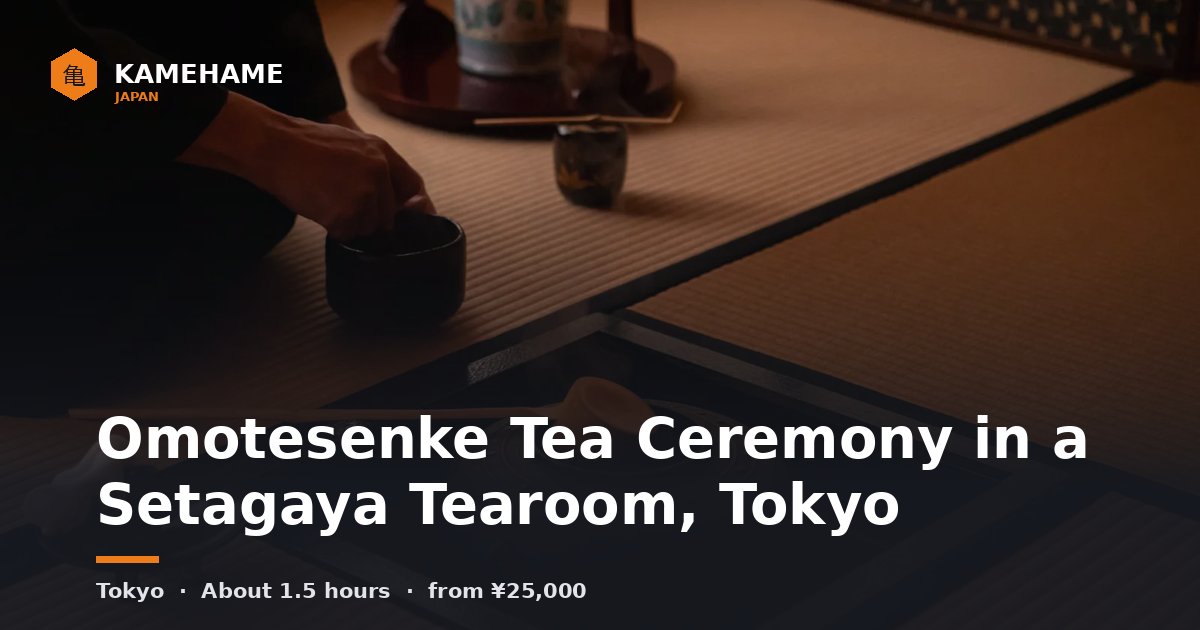 亀
KAMEHAME
JAPAN
Omotesenke Tea Ceremony in a
Setagaya Tearoom, Tokyo
Tokyo · About 1.5 hours · from ¥25,000